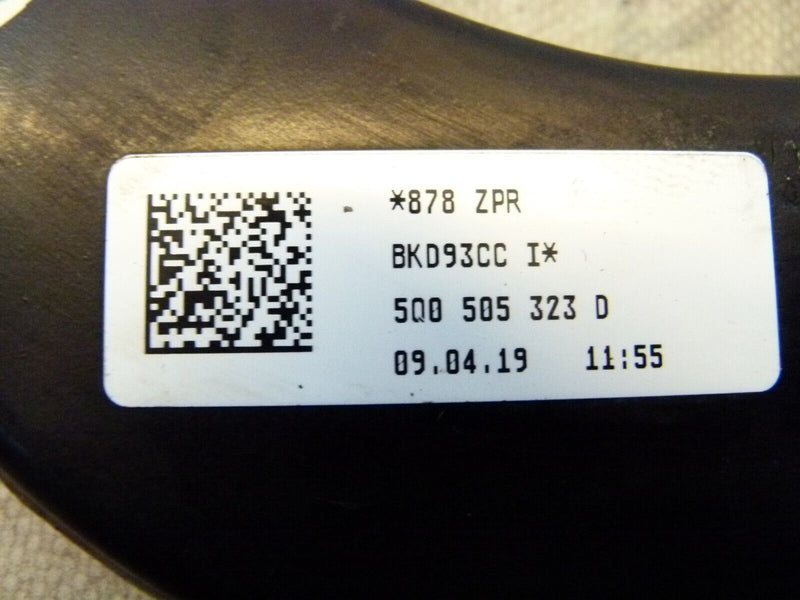 *878 ZPR
BKD93CC I*
5Q0 505 323 D
09.04.19 11:55